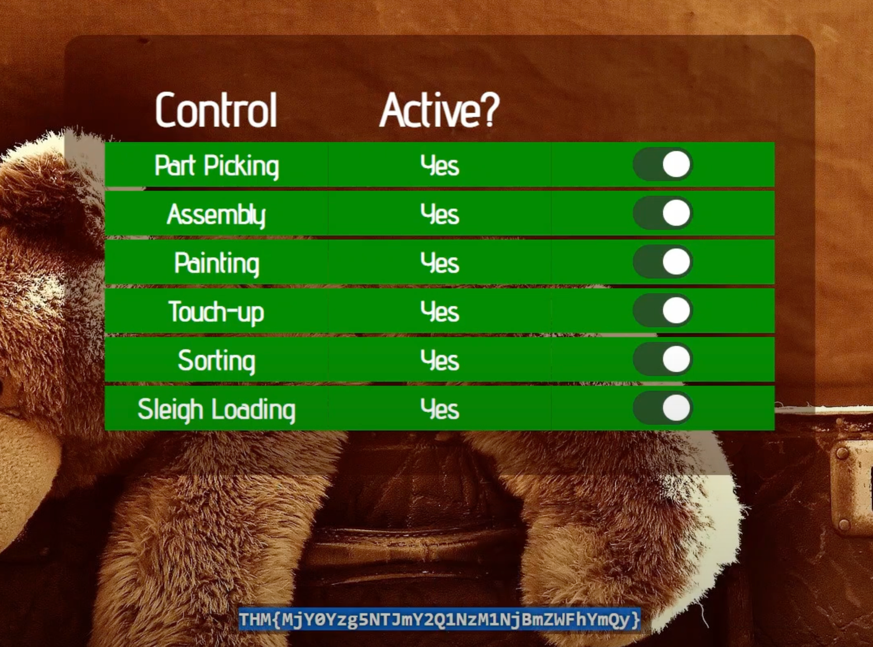 Control Active?
Part Picking Yes
Assembly Yes
Painting Yes
Touch-up Yes
Sorting Yes
Sleigh Loading Yes
THM{MjY0Yzg5NTJmY2Q1NzM1NjBmZWFhYmQy}